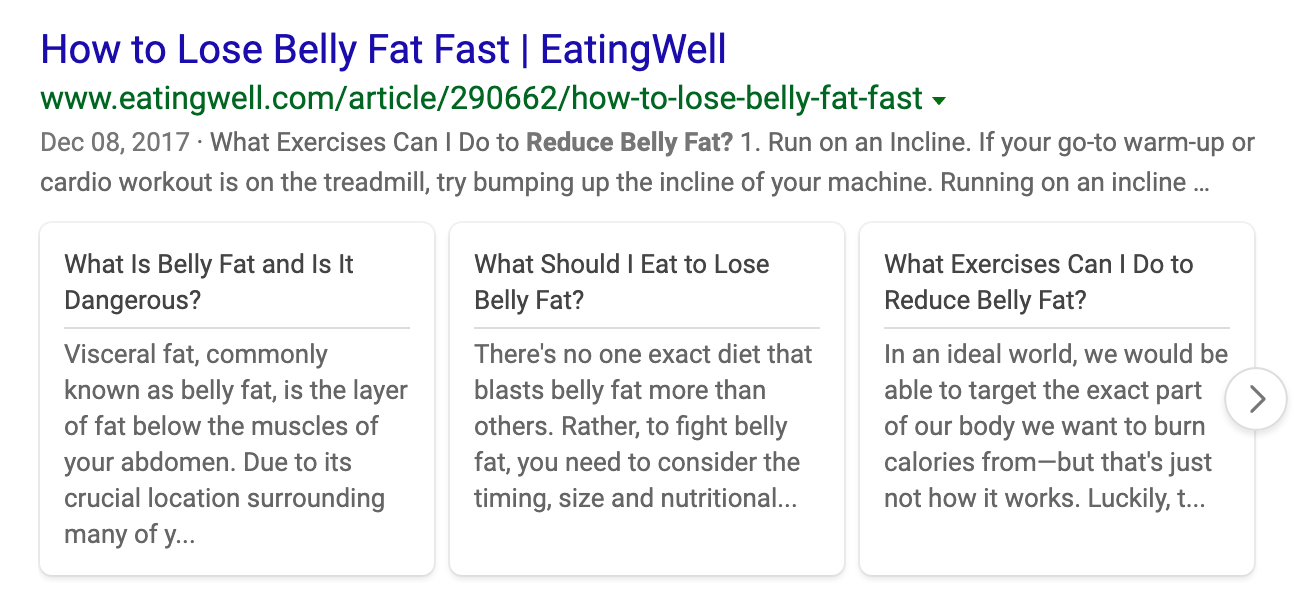 How to Lose Belly Fat Fast | EatingWell
www.eatingwell.com/article/290662/how-to-lose-belly-fat-fast
Dec 08, 2017 · What Exercises Can I Do to Reduce Belly Fat? 1. Run on an Incline. If your go-to warm-up or
cardio workout is on the treadmill, try bumping up the incline of your machine. Running on an incline ...
What Is Belly Fat and Is It
Dangerous?
Visceral fat, commonly
known as belly fat, is the layer
of fat below the muscles of
your abdomen. Due to its
crucial location surrounding
many of y...
What Should I Eat to Lose
Belly Fat?
There's no one exact diet that
blasts belly fat more than
others. Rather, to fight belly
fat, you need to consider the
timing, size and nutritional...
What Exercises Can I Do to
Reduce Belly Fat?
In an ideal world, we would be
able to target the exact part
of our body we want to burn
calories from—but that's just
not how it works. Luckily, t...